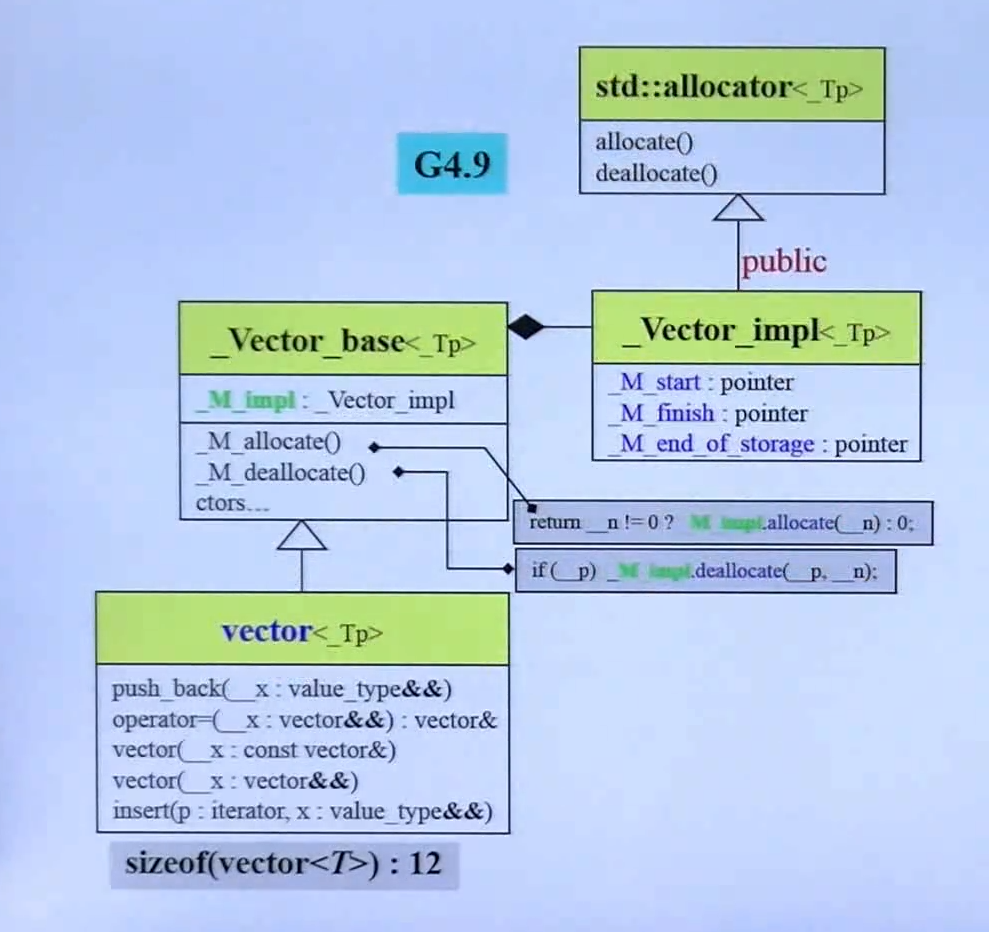 std::allocator<_Tp>
allocate()
deallocate()
G4.9
public
_Vector_base<_Tp>
_M_impl : _Vector_impl
_M_allocate()
_M_deallocate()
ctors...
_Vector_impl<_Tp>
_M_start : pointer
_M_finish : pointer
_M_end_of_storage : pointer
return __n != 0 ? _M_impl.allocate(__n) : 0;
if (__p) _M_impl.deallocate(__p, __n);
vector<_Tp>
push_back(__x : value_type&&)
operator=(__x : vector&&) : vector&
vector(__x : const vector&)
vector(__x : vector&&)
insert(p : iterator, x : value_type&&)
sizeof(vector<T>) : 12